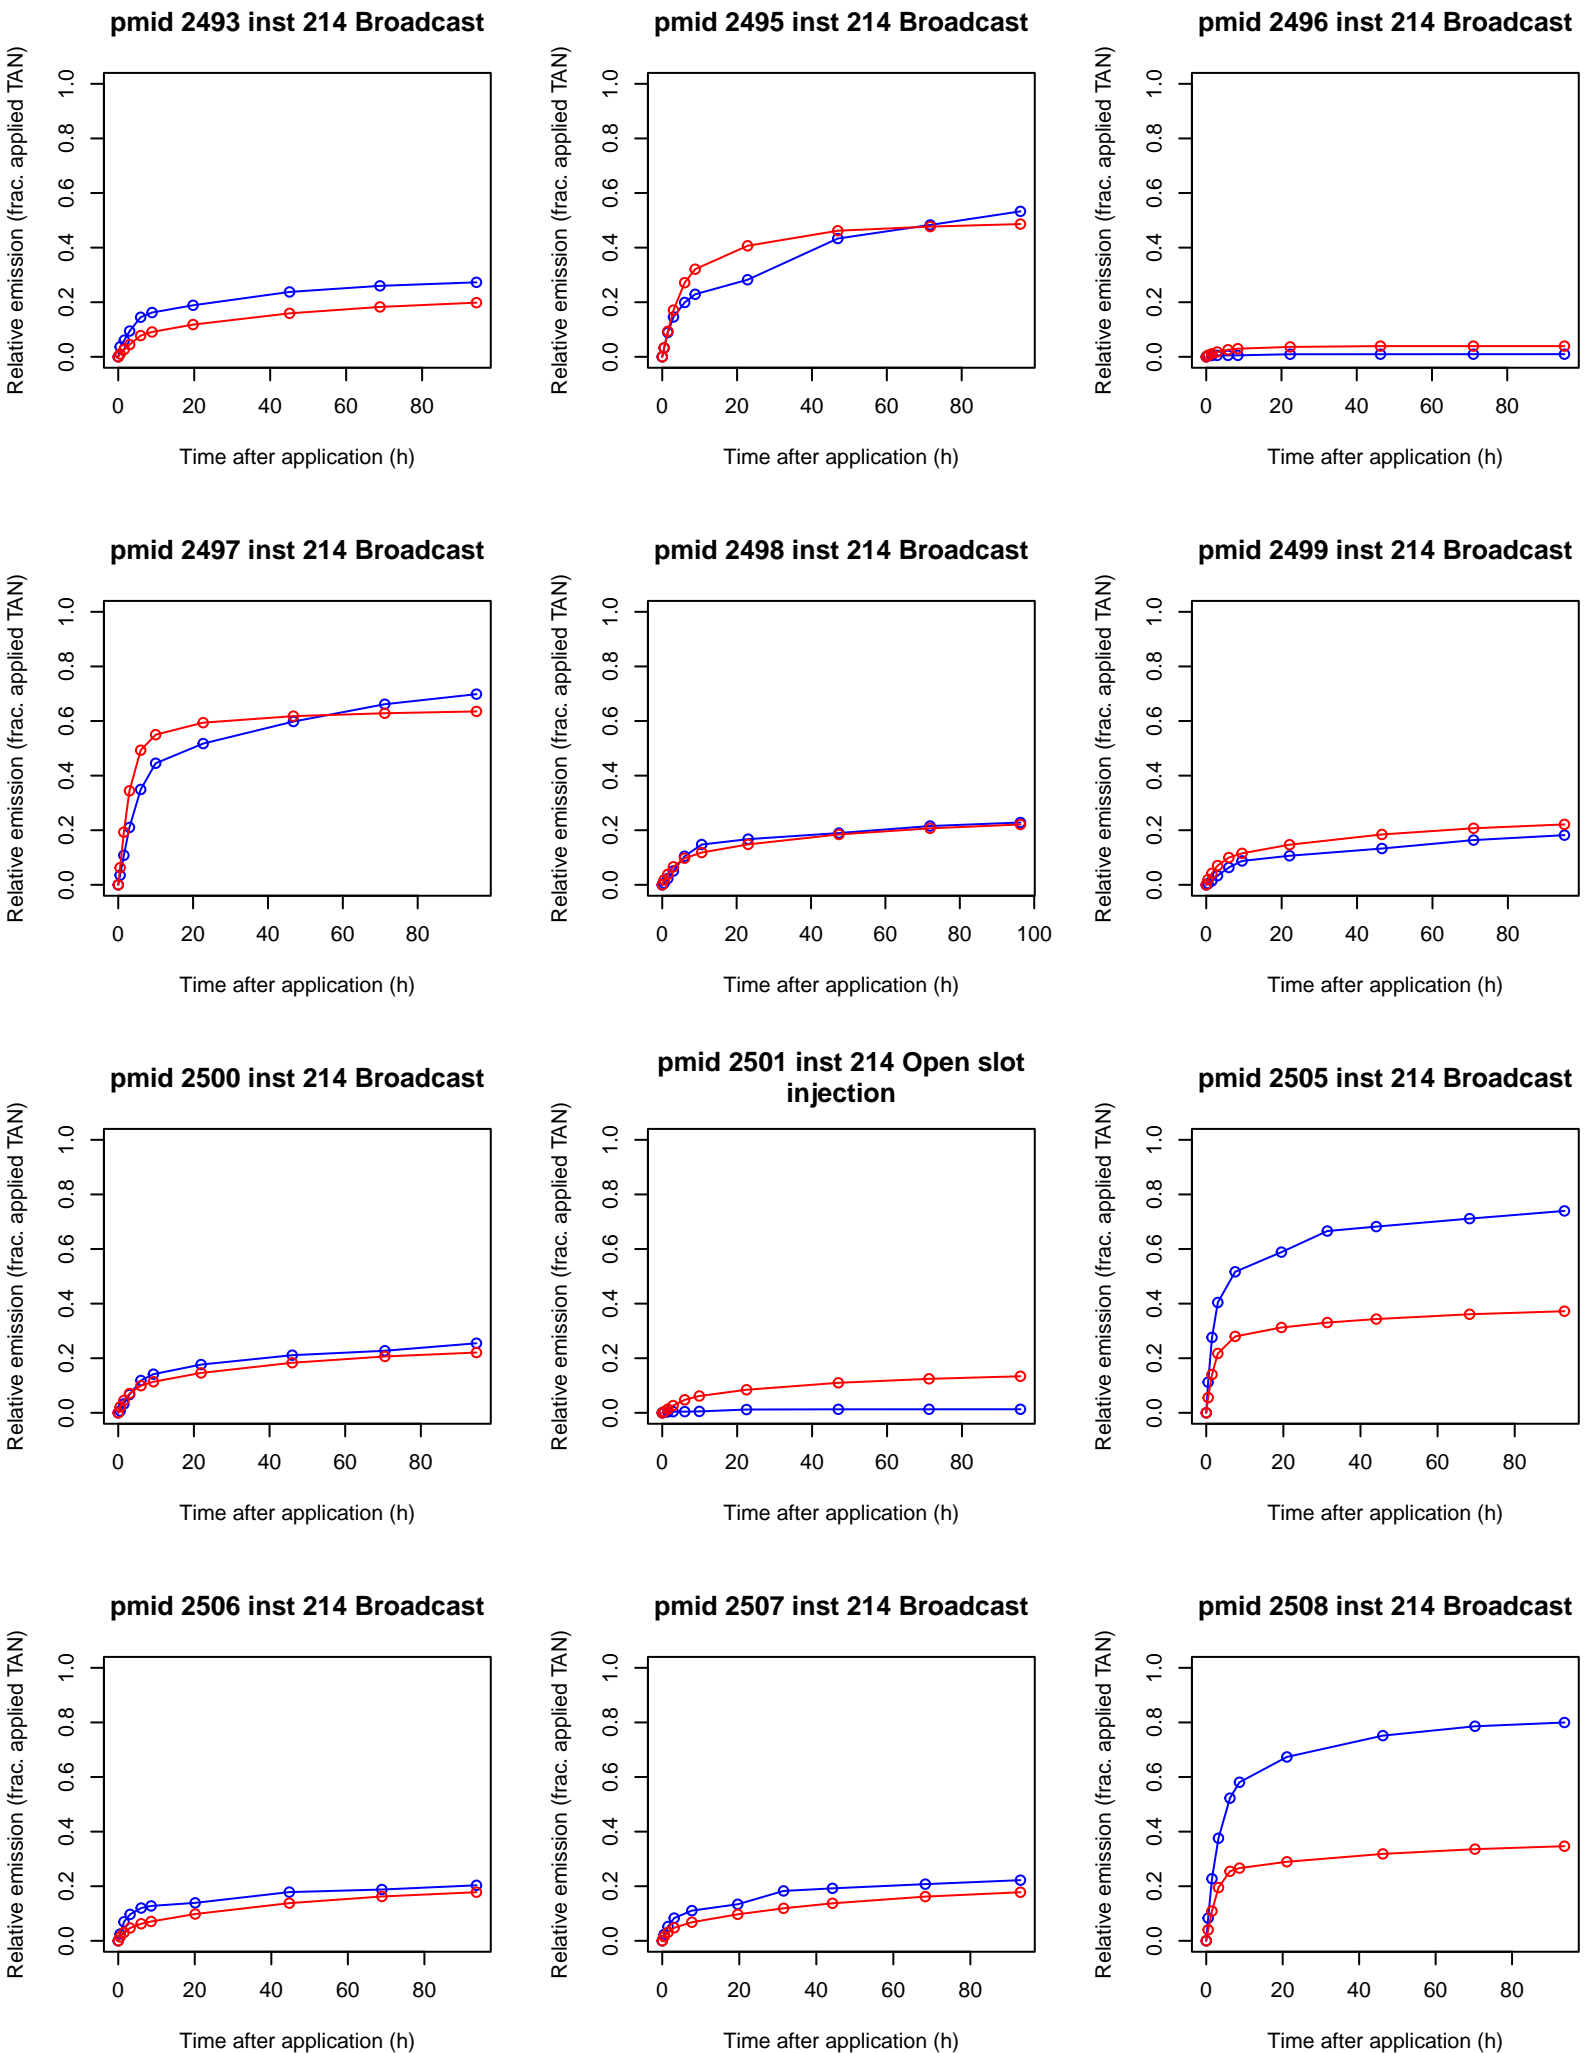 pmid 2493 inst 214 Broadcast
Relative emission (frac. applied TAN)
1.0
0.8
0.6
0.4
0.2
0.0
0 20 40 60 80
Time after application (h)
pmid 2495 inst 214 Broadcast
Relative emission (frac. applied TAN)
1.0
0.8
0.6
0.4
0.2
0.0
0 20 40 60 80
Time after application (h)
pmid 2496 inst 214 Broadcast
Relative emission (frac. applied TAN)
1.0
0.8
0.6
0.4
0.2
0.0
0 20 40 60 80
Time after application (h)
pmid 2497 inst 214 Broadcast
Relative emission (frac. applied TAN)
1.0
0.8
0.6
0.4
0.2
0.0
0 20 40 60 80
Time after application (h)
pmid 2498 inst 214 Broadcast
Relative emission (frac. applied TAN)
1.0
0.8
0.6
0.4
0.2
0.0
0 20 40 60 80 100
Time after application (h)
pmid 2499 inst 214 Broadcast
Relative emission (frac. applied TAN)
1.0
0.8
0.6
0.4
0.2
0.0
0 20 40 60 80
Time after application (h)
pmid 2500 inst 214 Broadcast
Relative emission (frac. applied TAN)
1.0
0.8
0.6
0.4
0.2
0.0
0 20 40 60 80
Time after application (h)
pmid 2501 inst 214 Open slot
injection
Relative emission (frac. applied TAN)
1.0
0.8
0.6
0.4
0.2
0.0
0 20 40 60 80
Time after application (h)
pmid 2505 inst 214 Broadcast
Relative emission (frac. applied TAN)
1.0
0.8
0.6
0.4
0.2
0.0
0 20 40 60 80
Time after application (h)
pmid 2506 inst 214 Broadcast
Relative emission (frac. applied TAN)
1.0
0.8
0.6
0.4
0.2
0.0
0 20 40 60 80
Time after application (h)
pmid 2507 inst 214 Broadcast
Relative emission (frac. applied TAN)
1.0
0.8
0.6
0.4
0.2
0.0
0 20 40 60 80
Time after application (h)
pmid 2508 inst 214 Broadcast
Relative emission (frac. applied TAN)
1.0
0.8
0.6
0.4
0.2
0.0
0 20 40 60 80
Time after application (h)